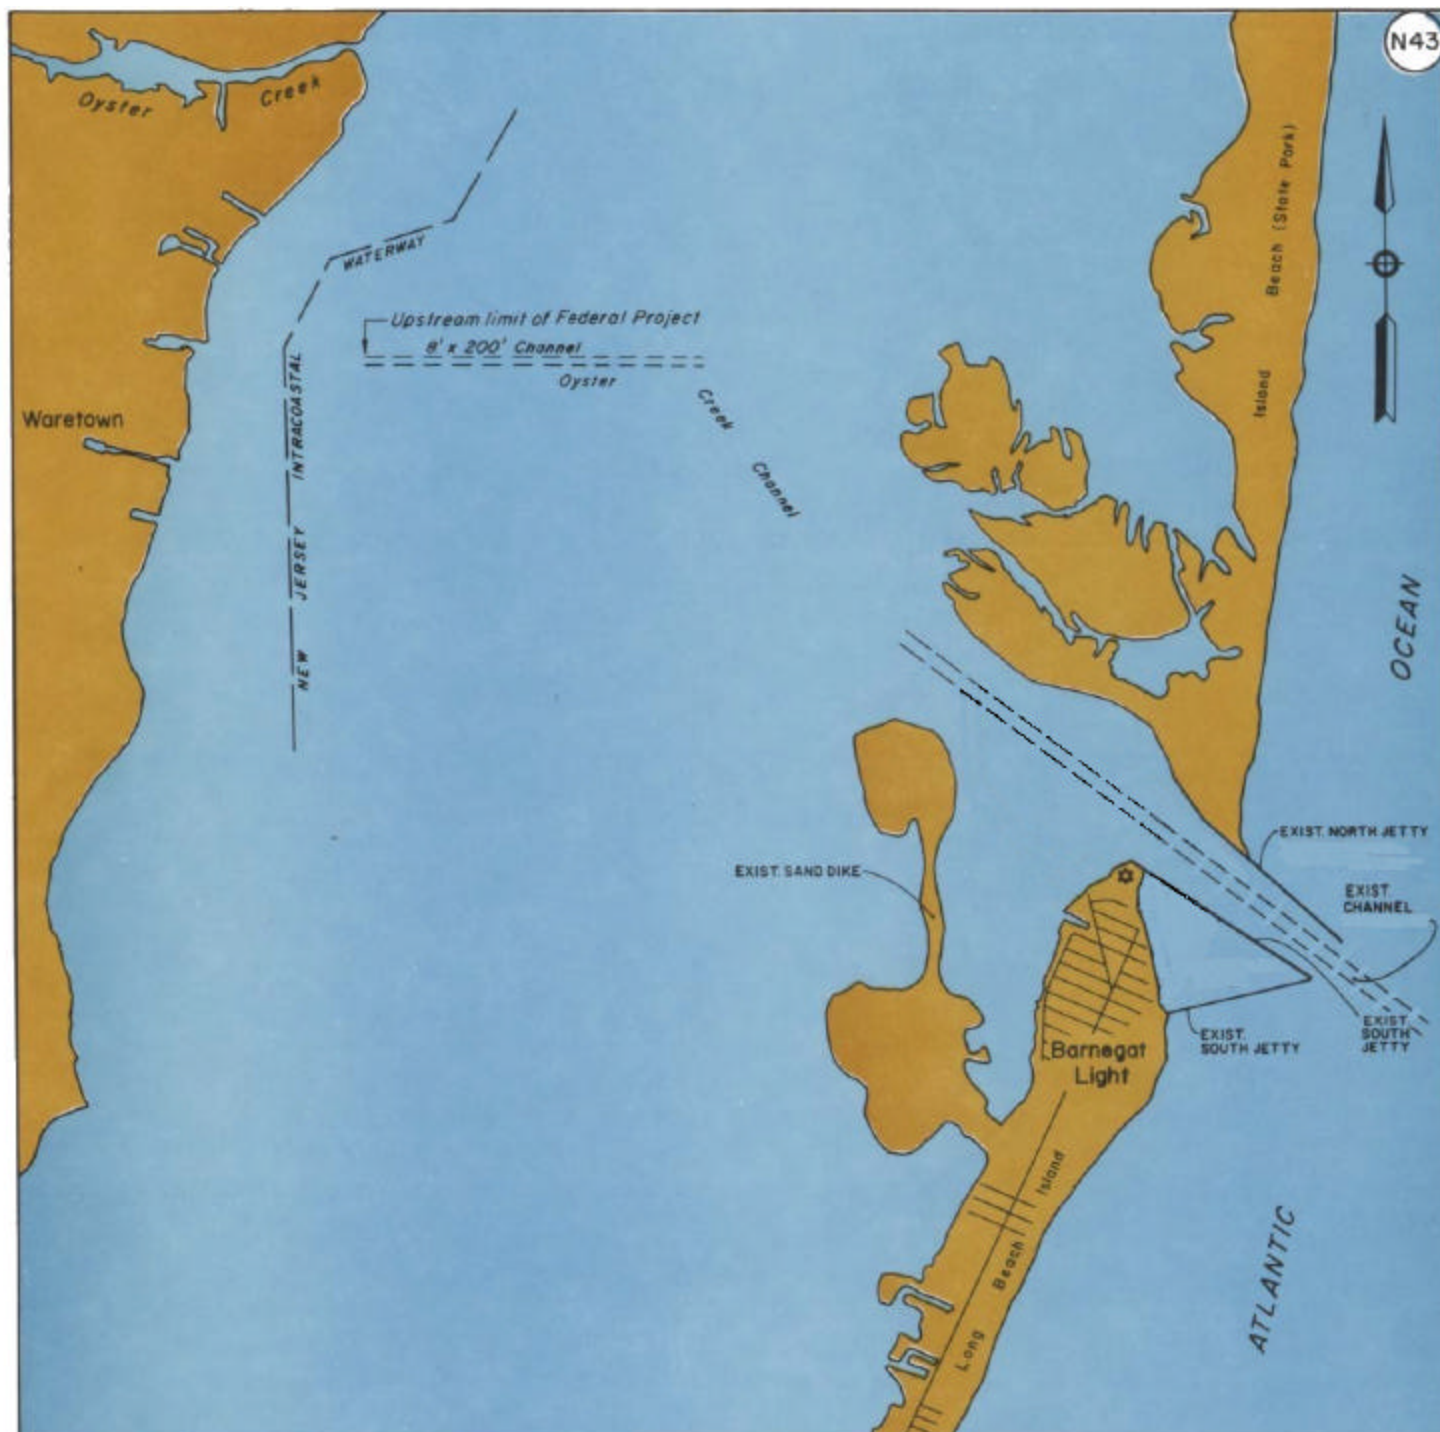 N43
Oyster Creek
Beach (State Park)
Island
WATERWAY
Upstream limit of Federal Project
8' x 200' Channel
Oyster
Creek
Channel
INTRACOASTAL
JERSEY
NEW
Waretown
OCEAN
EXIST. NORTH JETTY
EXIST. SAND DIKE
EXIST.
CHANNEL
EXIST.
SOUTH
JETTY
EXIST.
SOUTH JETTY
Barnegat
Light
Island
Beach
Long
ATLANTIC